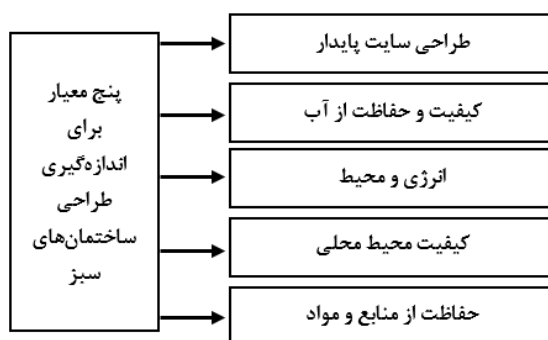 پنج معیار
برای
اندازه‌گیری
طراحی
ساختمان‌های
سبز
طراحی سایت پایدار
کیفیت و حفاظت از آب
انرژی و محیط
کیفیت محیط محلی
حفاظت از منابع و مواد